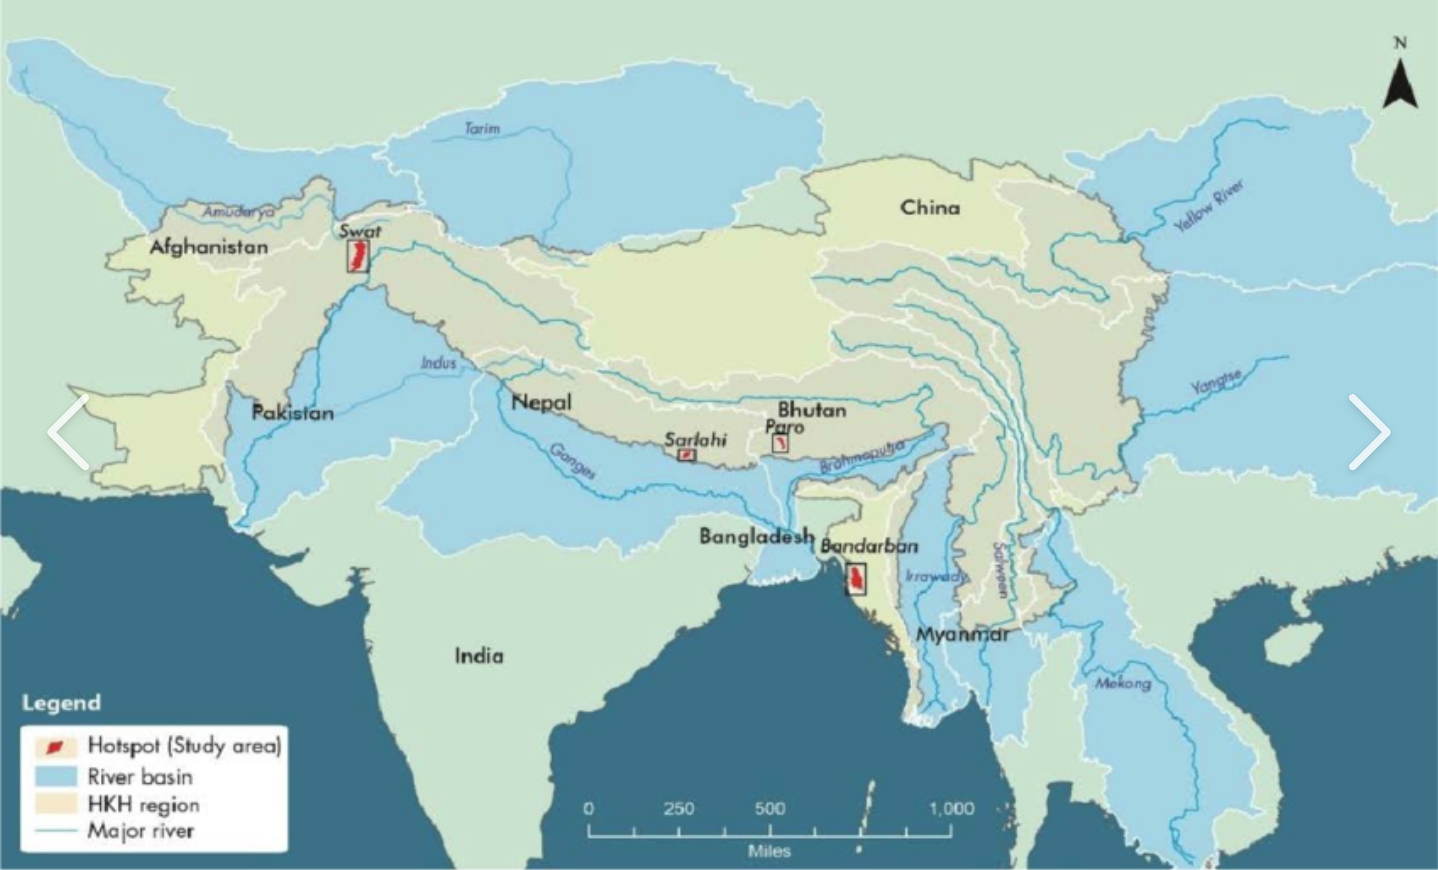 N
Tarim
China
Yellow River
Amudarya
Swat
Afghanistan
Indus
Yangtse
Nepal
Bhutan
Pakistan
Paro
Sarlahi
Ganges
Brahmaputra
Bangladesh
Bandarban
Irrawady
Salween
Myanmar
India
Mekong
Legend
Hotspot (Study area)
River basin
HKH region
Major river
0 250 500 1,000
Miles